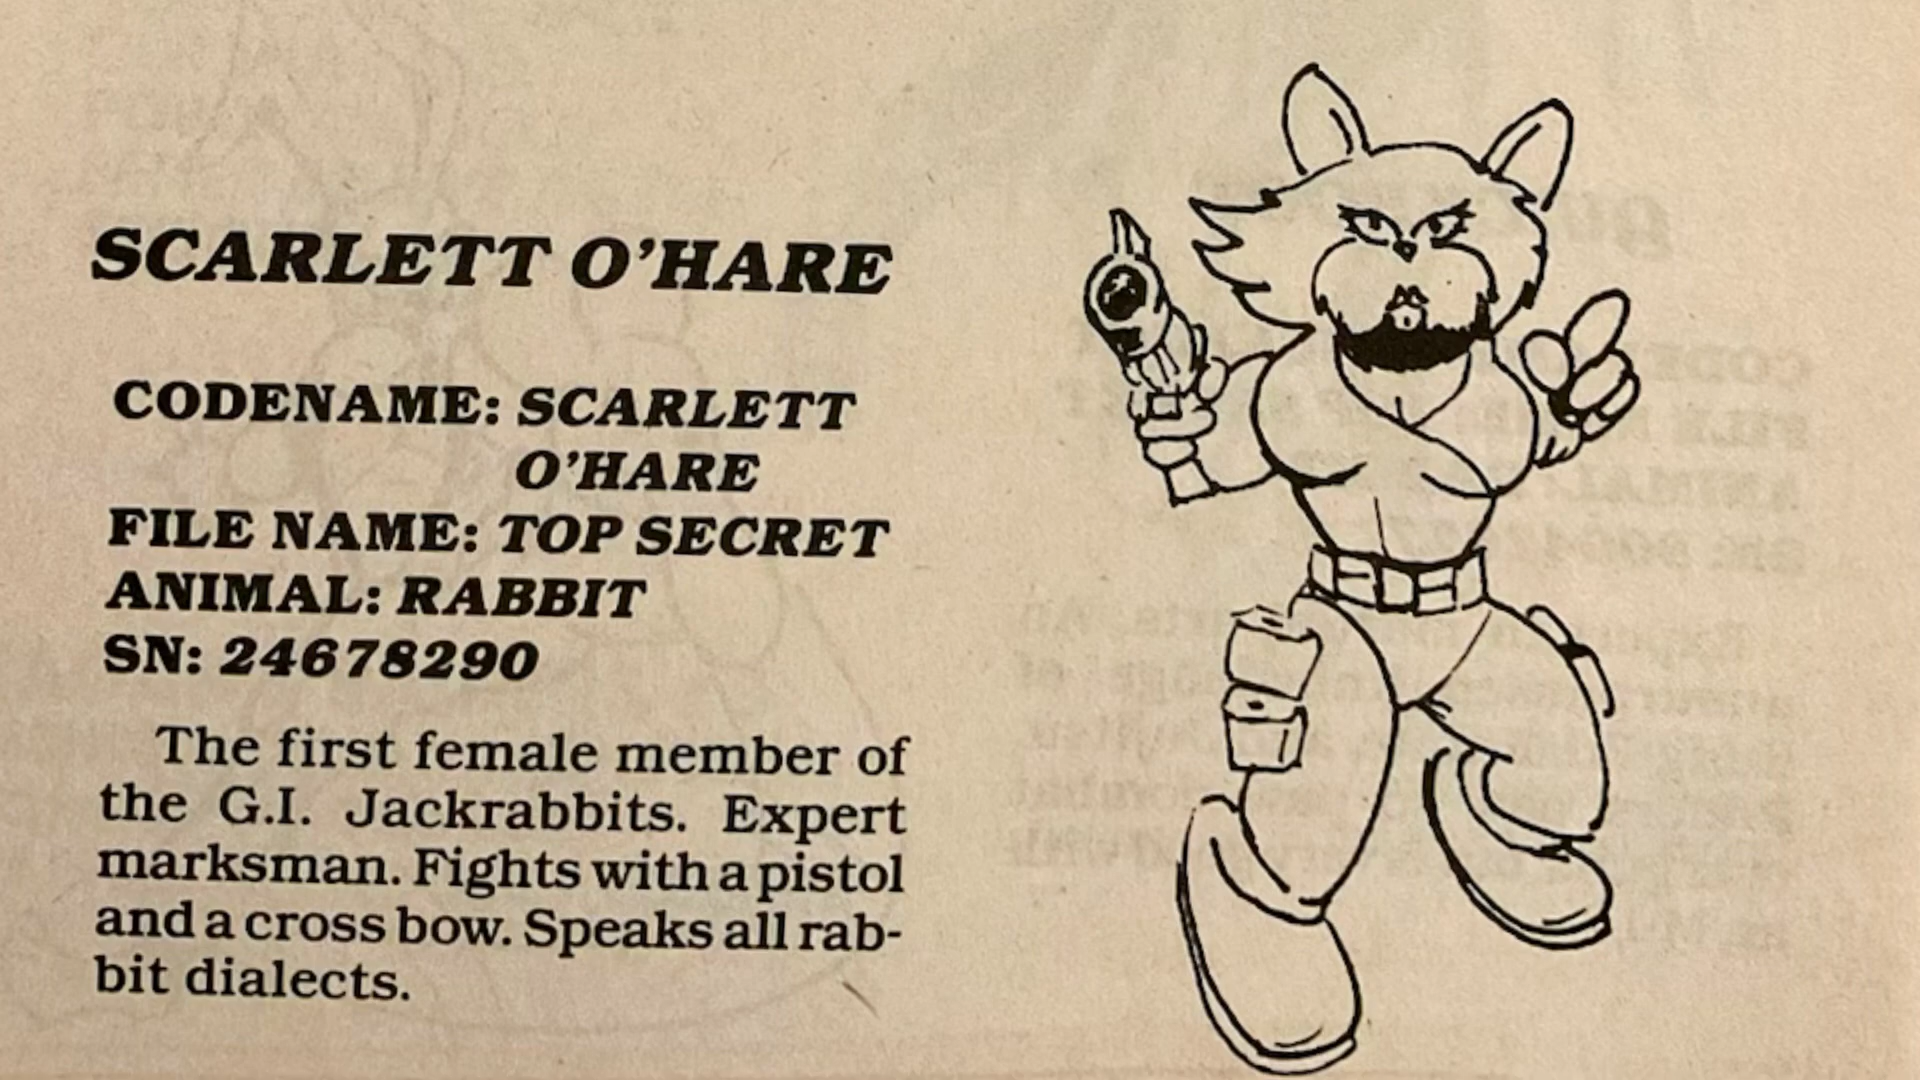 SCARLETT O'HARE
CODENAME: SCARLETT
O'HARE
FILE NAME: TOP SECRET
ANIMAL: RABBIT
SN: 24678290
The first female member of
the G.I. Jackrabbits. Expert
marksman. Fights with a pistol
and a cross bow. Speaks all rab-
bit dialects.